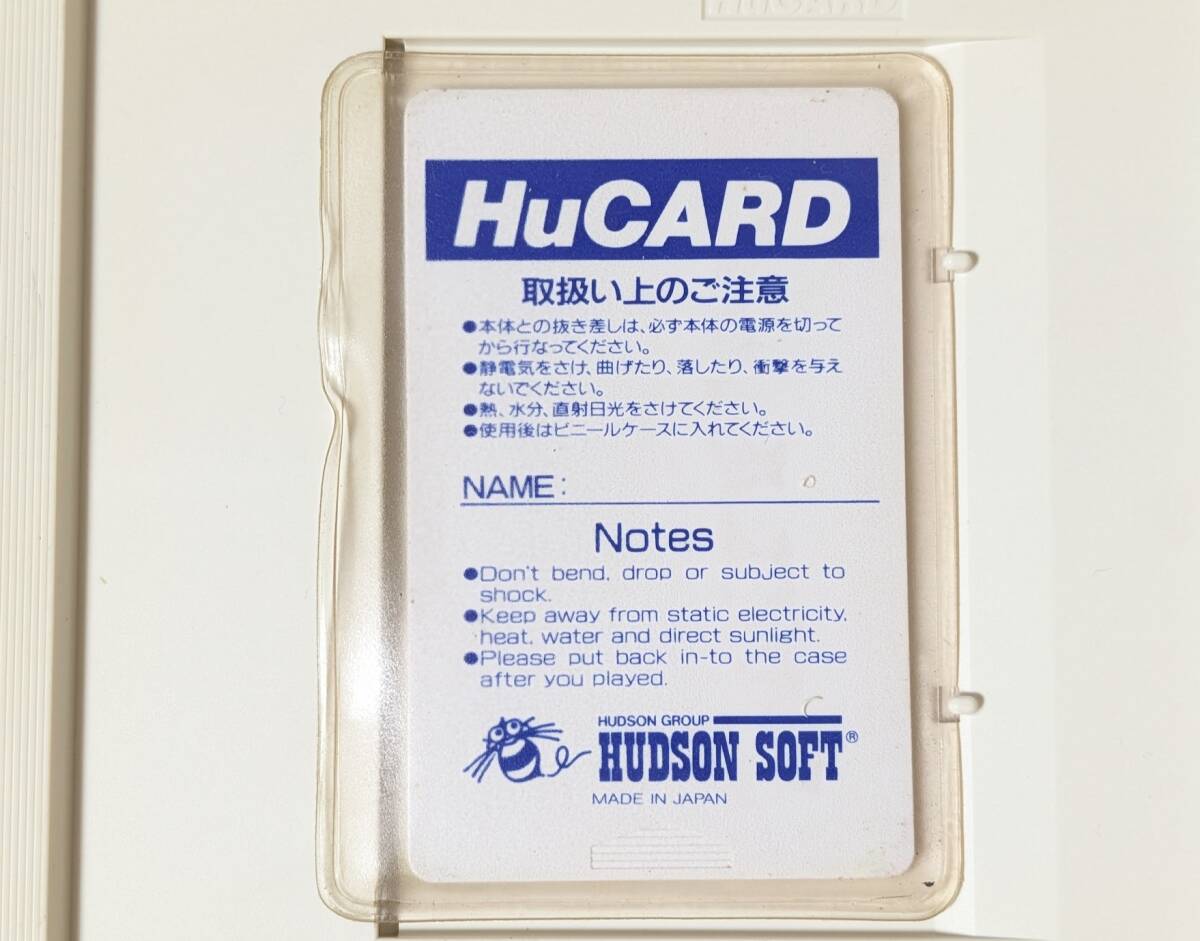 HuCARD
HuCARD
取扱い上のご注意
●本体との抜き差しは、必ず本体の電源を切って
から行なってください。
●静電気をさけ、曲げたり、落したり、衝撃を与え
ないでください。
●熱、水分、直射日光をさけてください。
●使用後はビニールケースに入れてください。
NAME:
Notes
●Don't bend, drop or subject to
shock.
●Keep away from static electricity,
heat, water and direct sunlight.
●Please put back in-to the case
after you played.
HUDSON GROUP
HUDSON SOFT®
MADE IN JAPAN